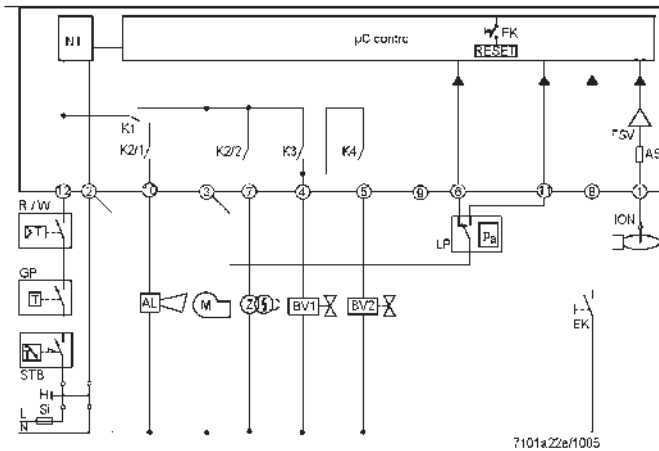 NT
µC contro
FK
RESET
K1
K2/1
K2/2
K3
K4
FSV
AS
12
2
10
3
7
4
5
9
6
11
8
1
R / W
T
GP
T
STB
H
Si
L
N
AL
M
Z
BV1
BV2
LP
Pa
ION
EK
7101a22e/1005